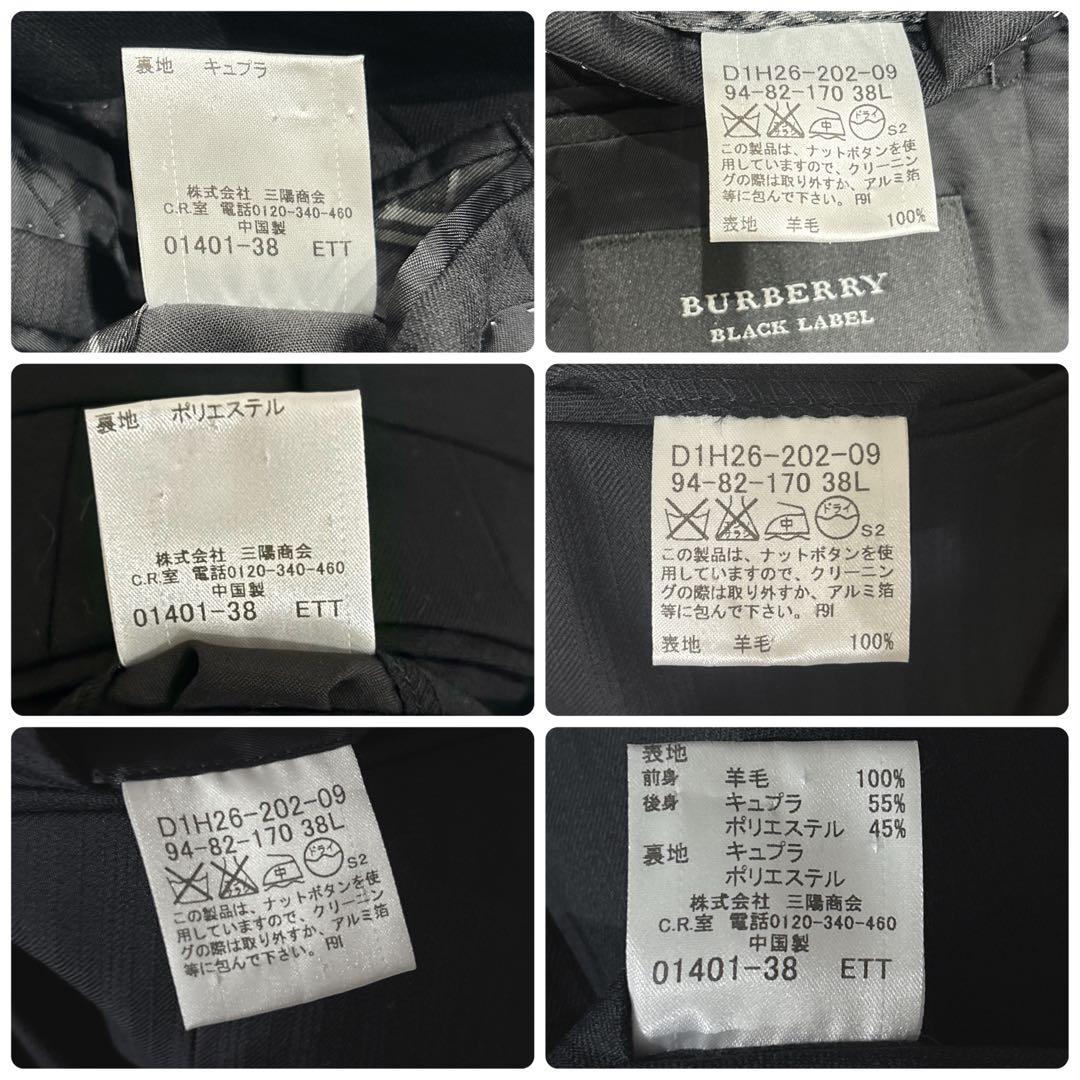 裏地 キュプラ
株式会社 三陽商会
C.R.室 電話0120-340-460
中国製
01401-38 ETT
D1H26-202-09
94-82-170 38L
中 ドライ S2
この製品は、ナットボタンを使
用していますので、クリーニン
グの際は取り外すか、アルミ箔
等に包んで下さい。
表地 羊毛 100%
BURBERRY
BLACK LABEL
裏地 ポリエステル
株式会社 三陽商会
C.R.室 電話0120-340-460
中国製
01401-38 ETT
D1H26-202-09
94-82-170 38L
中 ドライ S2
この製品は、ナットボタンを使
用していますので、クリーニン
グの際は取り外すか、アルミ箔
等に包んで下さい。
表地 羊毛 100%
D1H26-202-09
94-82-170 38L
中 ドライ S2
この製品は、ナットボタンを使
用していますので、クリーニン
グの際は取り外すか、アルミ箔
等に包んで下さい。
表地
前身 羊毛 100%
後身 キュプラ 55%
ポリエステル 45%
裏地 キュプラ
ポリエステル
株式会社 三陽商会
C.R.室 電話0120-340-460
中国製
01401-38 ETT